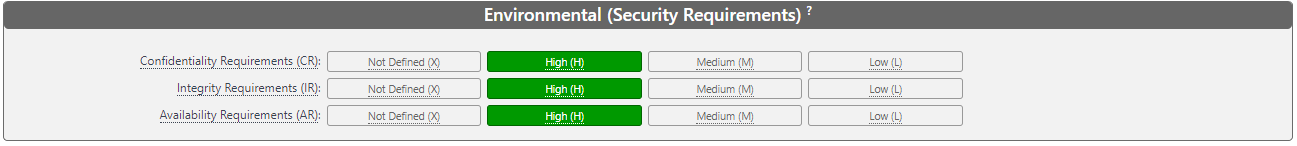 Environmental (Security Requirements) ?
Confidentiality Requirements (CR): Not Defined (X) High (H) Medium (M) Low (L)
Integrity Requirements (IR): Not Defined (X) High (H) Medium (M) Low (L)
Availability Requirements (AR): Not Defined (X) High (H) Medium (M) Low (L)